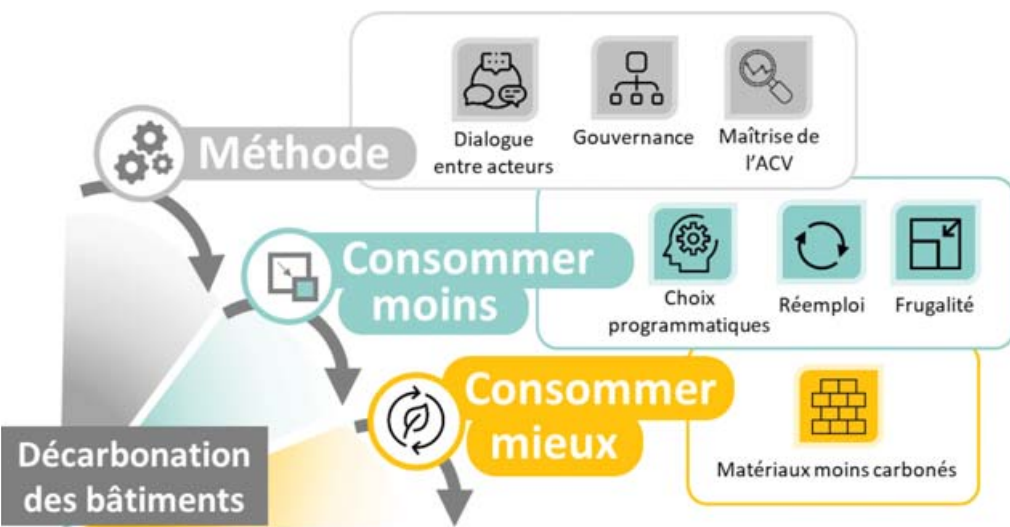 Dialogue
entre acteurs
Gouvernance
Maîtrise de
l'ACV
Méthode
Consommer
moins
Choix
programmatiques
Réemploi
Frugalité
Consommer
mieux
Matériaux moins carbonés
Décarbonation
des bâtiments